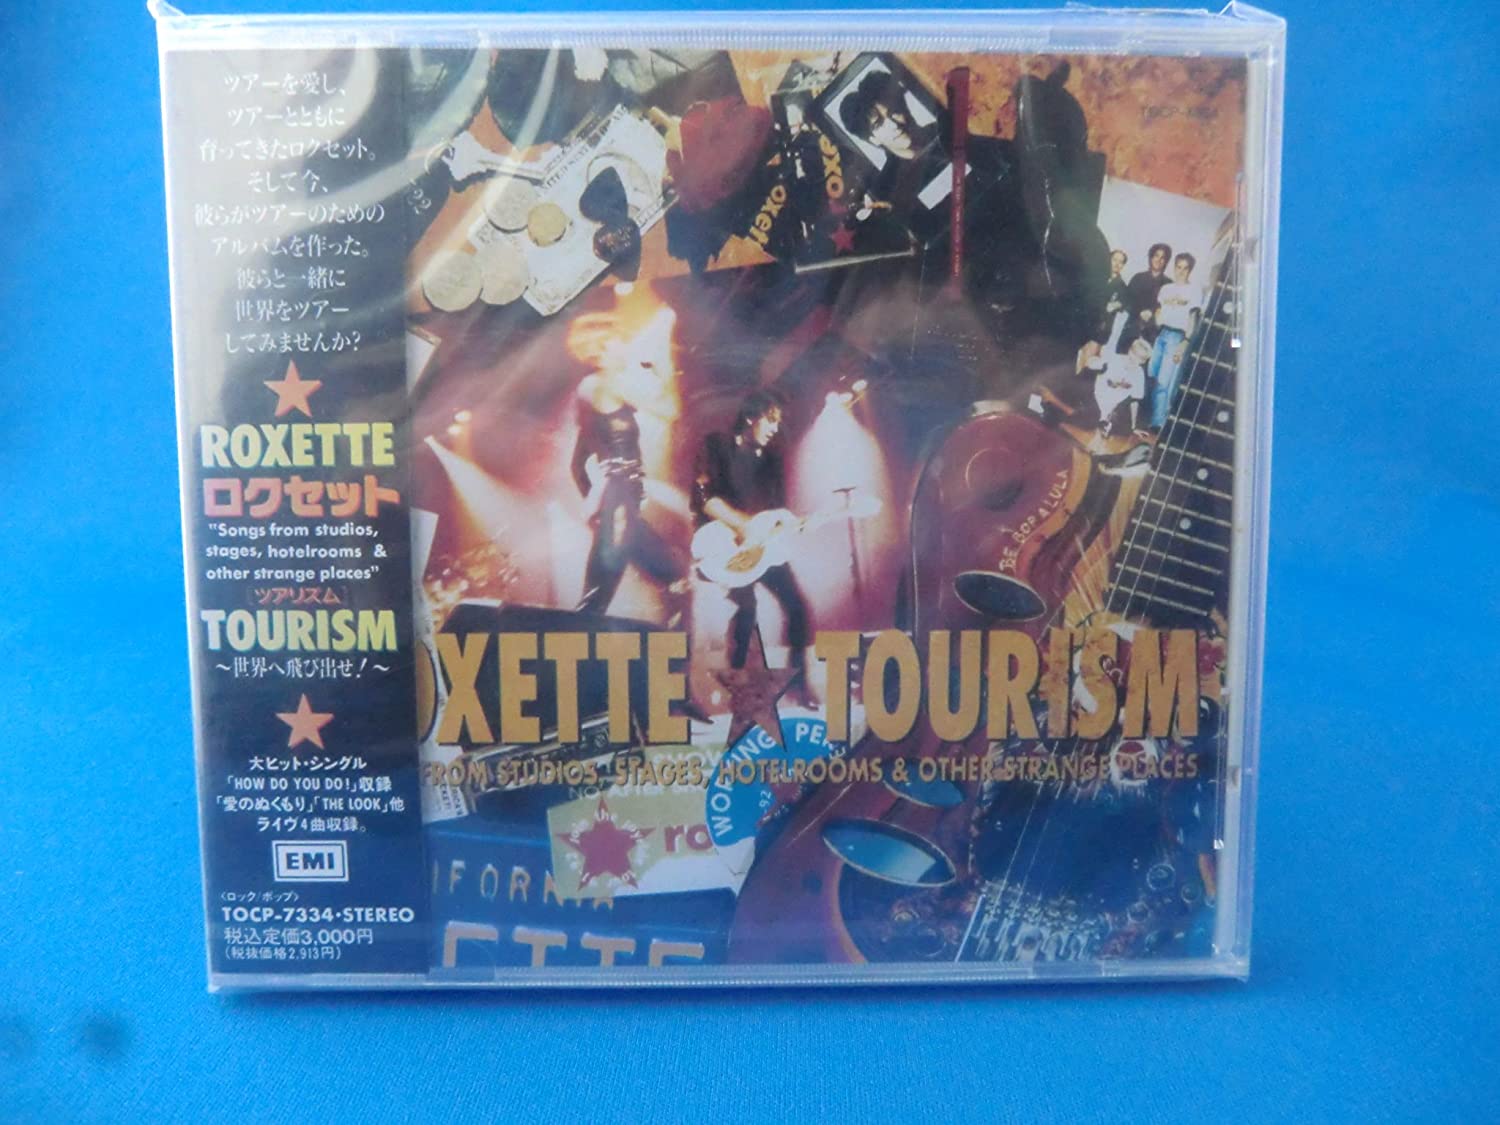 ツアーを愛し、
ツアーとともに
育ってきたロクセット。
そして今、
彼らがツアーのための
アルバムを作った。
彼らと一緒に
世界をツアー
してみませんか?
ROXETTE
ロクセット
"Songs from studios,
stages, hotelrooms &
other strange places"
[ツアリズム]
TOURISM
～世界へ飛び出せ!～
大ヒット・シングル
「HOW DO YOU DO!」収録
「愛のぬくもり」「THE LOOK」他
ライヴ4曲収録。
EMI
〈ロック/ポップ〉
TOCP-7334・STEREO
税込定価3,000円
(税抜価格2,913円)
BE BOP A LULA
OXETTE★TOURISM
FROM STUDIOS, STAGES, HOTELROOMS & OTHER STRANGE PLACES
WORKING PE
ro
IFORNIA
ETTE